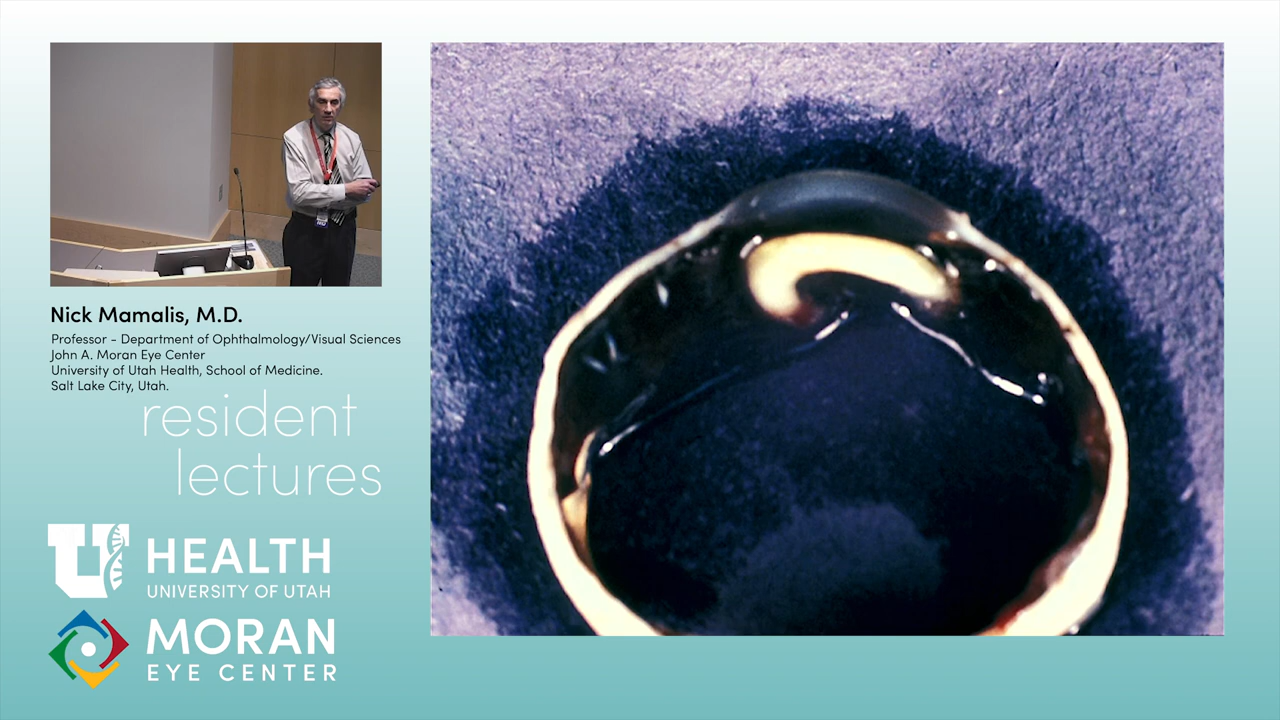 Nick Mamalis, M.D.
Professor - Department of Ophthalmology/Visual Sciences
John A. Moran Eye Center
University of Utah Health, School of Medicine.
Salt Lake City, Utah.
resident
lectures
U HEALTH
UNIVERSITY OF UTAH
MORAN
EYE CENTER